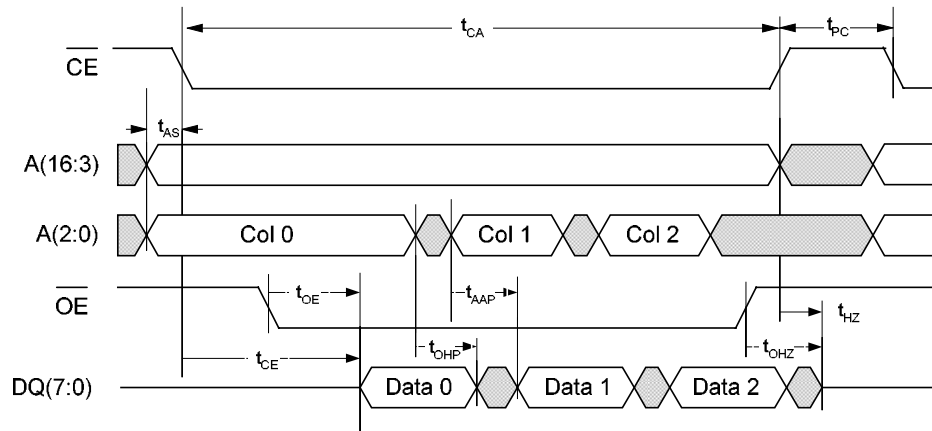 t_CA
t_PC
CE
t_AS
A(16:3)
A(2:0)
Col 0
Col 1
Col 2
OE
t_OE
t_AAP
t_HZ
t_CE
t_OHP
t_OHZ
DQ(7:0)
Data 0
Data 1
Data 2